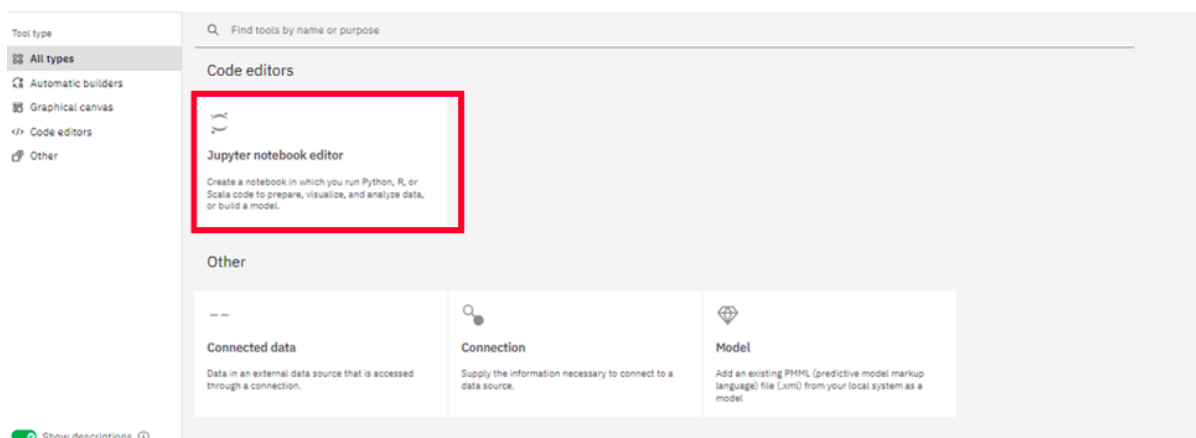 Tool type
All types
Automatic builders
Graphical canvas
</> Code editors
Other
Show descriptions
Find tools by name or purpose
Code editors
Jupyter notebook editor
Create a notebook in which you run Python, R, or
Scala code to prepare, visualize, and analyze data,
or build a model.
Other
Connected data
Data in an external data source that is accessed
through a connection.
Connection
Supply the information necessary to connect to a
data source.
Model
Add an existing PMML (predictive model markup
language) file (.xml) from your local system as a
model